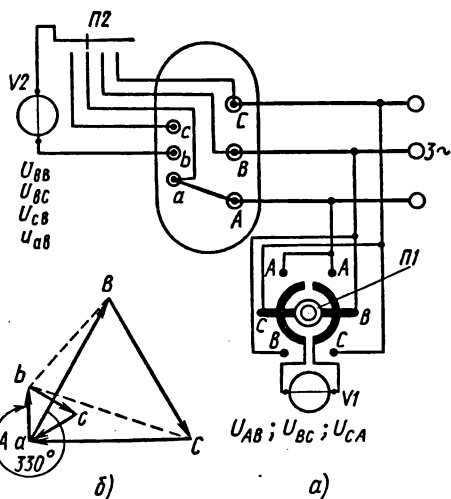 П2
V2
C
c
b
B
3~
a
A
U_BB
U_BC
U_CB
u_aB
A A
П1
C B
B C
V1
U_AB ; U_BC ; U_CA
B
b
c
A a
330°
C
б) a)